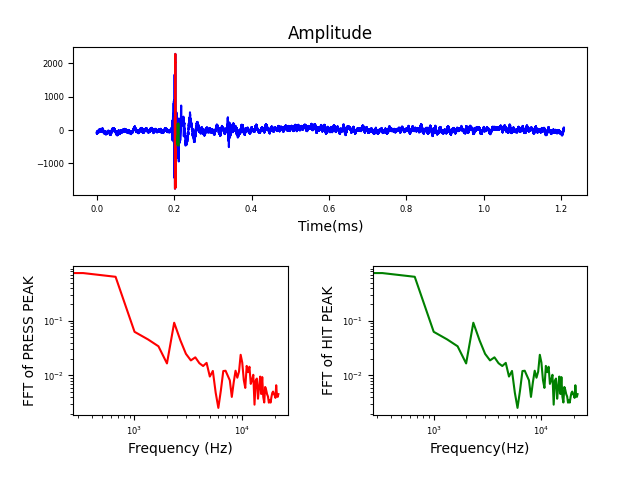 Amplitude
2000
1000
0
−1000
0.0 0.2 0.4 0.6 0.8 1.0 1.2
Time(ms)
FFT of PRESS PEAK
10⁻¹
10⁻²
10³ 10⁴
Frequency (Hz)
FFT of HIT PEAK
10⁻¹
10⁻²
10³ 10⁴
Frequency(Hz)